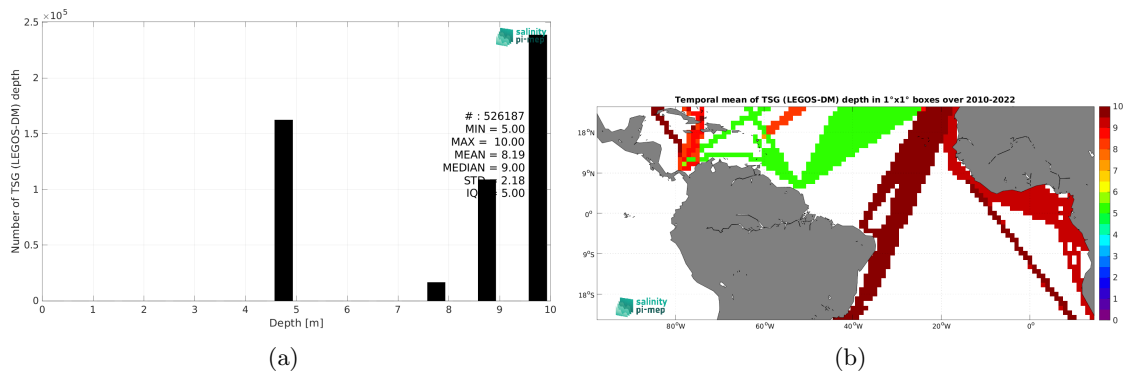 ×10⁵
2.5
2
1.5
1
0.5
0
Number of TSG (LEGOS-DM) depth
salinity
pi-mep
# : 526187
MIN = 5.00
MAX = 10.00
MEAN = 8.19
MEDIAN = 9.00
STD = 2.18
IQ = 5.00
0 1 2 3 4 5 6 7 8 9 10
Depth [m]
(a)
Temporal mean of TSG (LEGOS-DM) depth in 1°x1° boxes over 2010-2022
18°N
9°N
0°
9°S
18°S
80°W 60°W 40°W 20°W 0°
salinity
pi-mep
10
9
8
7
6
5
4
3
2
1
0
(b)